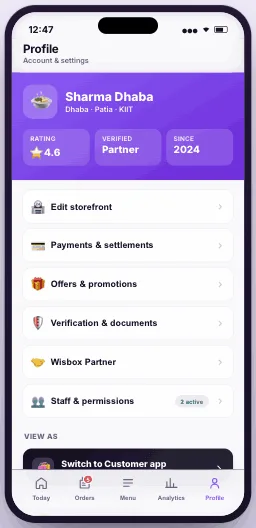 12:47
Profile
Account & settings
Sharma Dhaba
Dhaba · Patia · KIIT
RATING
⭐4.6
VERIFIED
Partner
SINCE
2024
Edit storefront
Payments & settlements
Offers & promotions
Verification & documents
Wisbox Partner
Staff & permissions
2 active
VIEW AS
Switch to Customer app
5
Today
Orders
Menu
Analytics
Profile